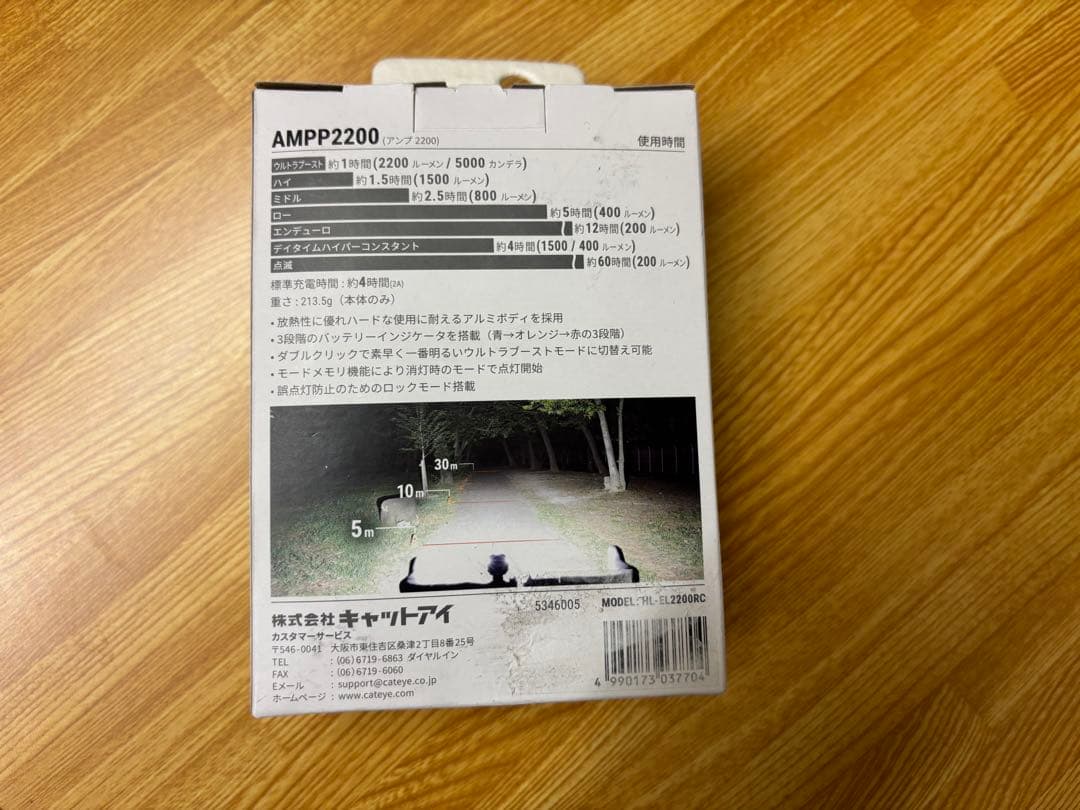 AMPP2200 (アンプ 2200) 使用時間
ウルトラブースト 約1時間(2200 ルーメン / 5000 カンデラ)
ハイ 約1.5時間(1500 ルーメン)
ミドル 約2.5時間(800 ルーメン)
ロー 約5時間(400 ルーメン)
エンデューロ 約12時間(200 ルーメン)
デイタイムハイパーコンスタント 約4時間(1500 / 400 ルーメン)
点滅 約60時間(200 ルーメン)
標準充電時間 : 約4時間(2A)
重さ : 213.5g（本体のみ）
• 放熱性に優れハードな使用に耐えるアルミボディを採用
• 3段階のバッテリーインジケータを搭載（青→オレンジ→赤の3段階）
• ダブルクリックで素早く一番明るいウルトラブーストモードに切替え可能
• モードメモリ機能により消灯時のモードで点灯開始
• 誤点灯防止のためのロックモード搭載
30m
10m
5m
株式会社 キャットアイ 5346005 MODEL: HL-EL2200RC
カスタマーサービス
〒546-0041 大阪市東住吉区桑津2丁目8番25号
TEL : (06)6719-6863 ダイヤルイン
FAX : (06)6719-6060
Eメール : support@cateye.co.jp
ホームページ : www.cateye.com
4 990173 037704